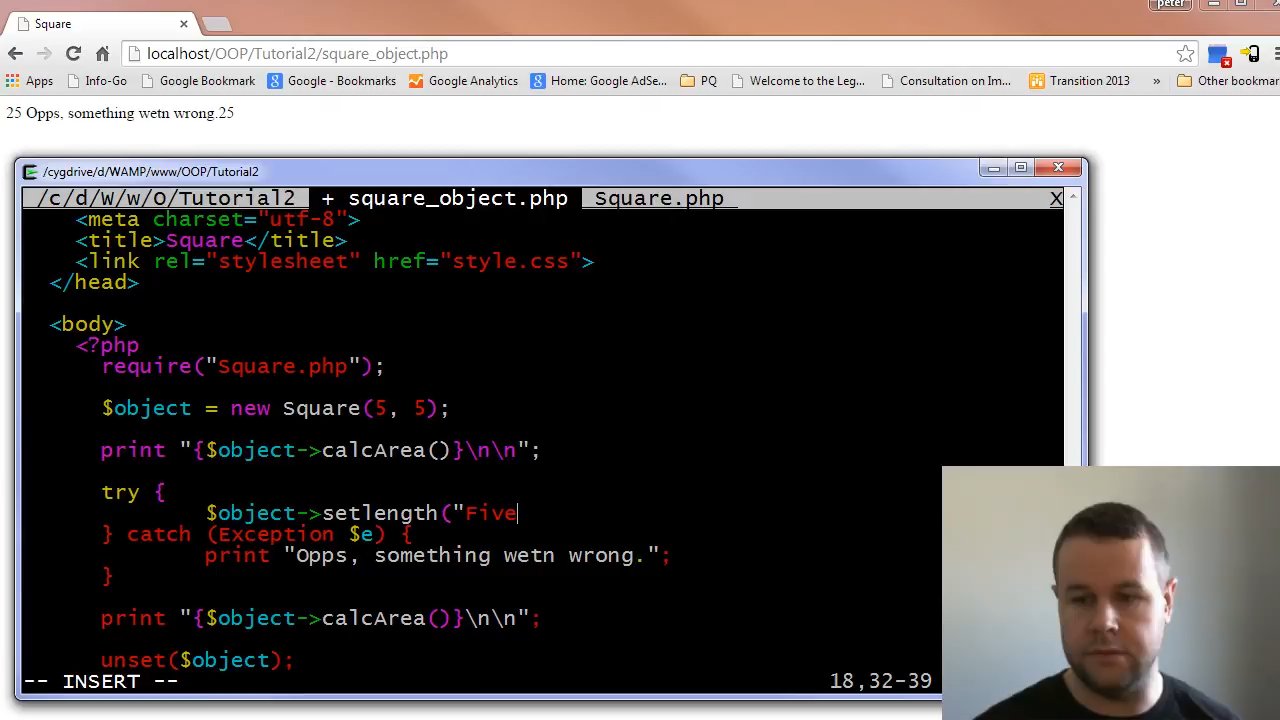 peter
Square
localhost/OOP/Tutorial2/square_object.php
Apps Info-Go Google Bookmark Google - Bookmarks Google Analytics Home: Google AdSe... PQ Welcome to the Leg... Consultation on Im... Transition 2013 » Other bookmar
25 Opps, something wetn wrong.25
/cygdrive/d/WAMP/www/OOP/Tutorial2
/c/d/W/w/O/Tutorial2 + square_object.php Square.php X
<meta charset="utf-8">
<title>Square</title>
<link rel="stylesheet" href="style.css">
</head>
<body>
<?php
require("Square.php");
$object = new Square(5, 5);
print "{$object->calcArea()}\n\n";
try {
$object->setlength("Five
} catch (Exception $e) {
print "Opps, something wetn wrong.";
}
print "{$object->calcArea()}\n\n";
unset($object);
-- INSERT -- 18,32-39